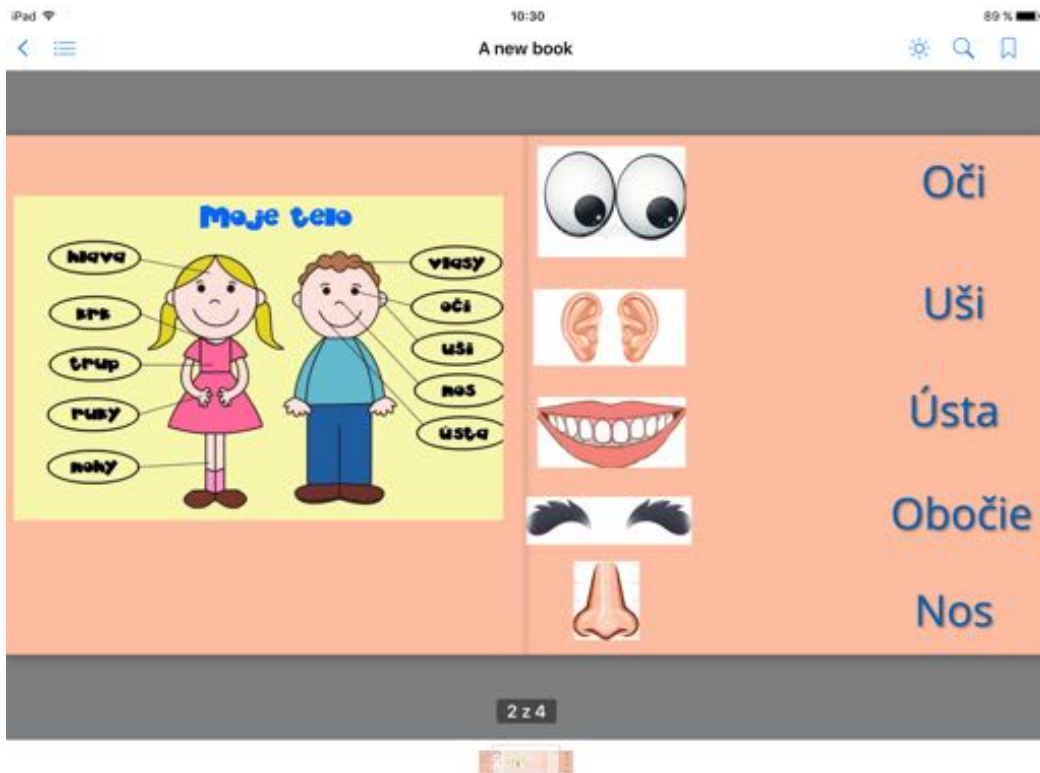 iPad 10:30 89 %
A new book
Moje telo
hlava
krk
trup
ruky
nohy
vlasy
oči
uši
nos
ústa
Oči
Uši
Ústa
Obočie
Nos
2 z 4